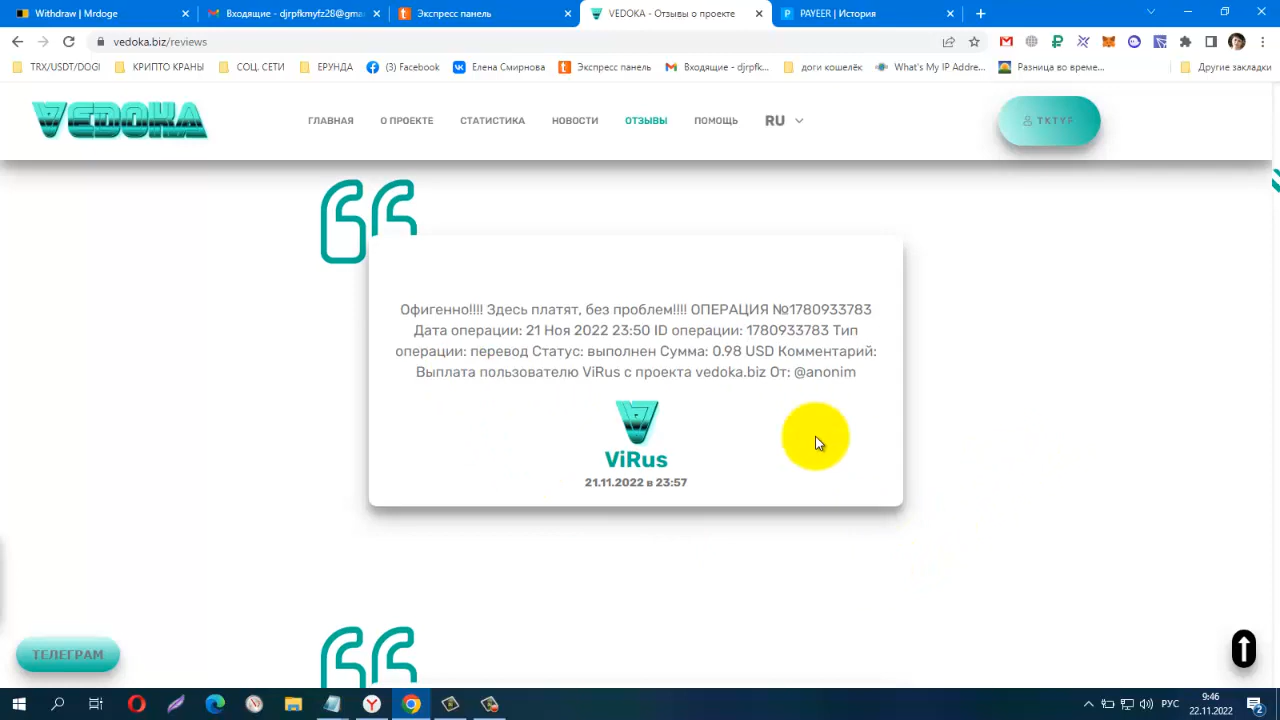 Withdraw | Mrdoge
Входящие - djrpfkmyfz28@gma
Экспресс панель
VEDOKA - Отзывы о проекте
PAYEER | История
vedoka.biz/reviews
TRX/USDT/DOGI
КРИПТО КРАНЫ
СОЦ. СЕТИ
ЕРУНДА
(3) Facebook
Елена Смирнова
Экспресс панель
Входящие - djrpfk...
доги кошелёк
What's My IP Addre...
Разница во време...
Другие закладки
VEDOKA
ГЛАВНАЯ
О ПРОЕКТЕ
СТАТИСТИКА
НОВОСТИ
ОТЗЫВЫ
ПОМОЩЬ
RU
TKTYF
Офигенно!!!! Здесь платят, без проблем!!!! ОПЕРАЦИЯ №1780933783
Дата операции: 21 Ноя 2022 23:50 ID операции: 1780933783 Тип
операции: перевод Статус: выполнен Сумма: 0.98 USD Комментарий:
Выплата пользователю ViRus с проекта vedoka.biz От: @anonim
ViRus
21.11.2022 в 23:57
ТЕЛЕГРАМ
РУС
9:46
22.11.2022
2